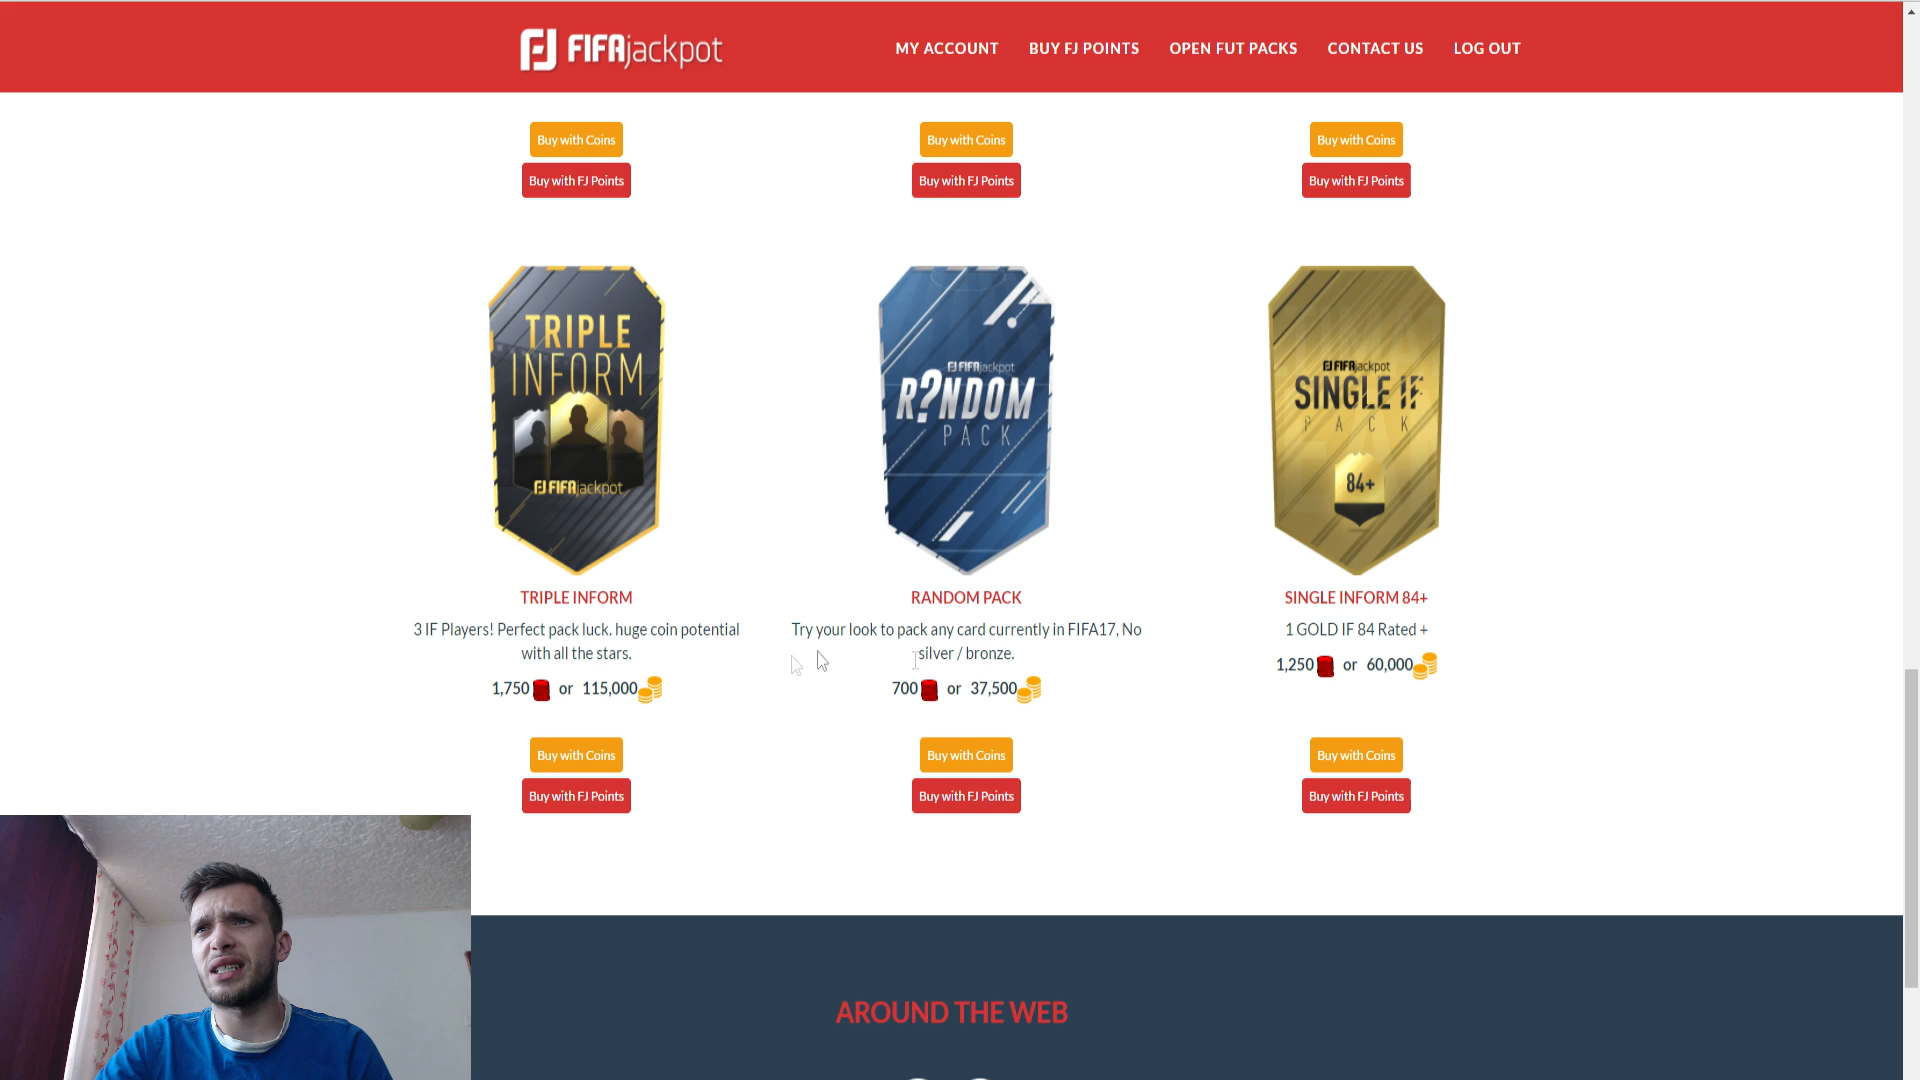 FJ FIFAjackpot
MY ACCOUNT BUY FJ POINTS OPEN FUT PACKS CONTACT US LOG OUT
Buy with Coins Buy with Coins Buy with Coins
Buy with FJ Points Buy with FJ Points Buy with FJ Points
TRIPLE
INFORM
FJ FIFAjackpot
FJ FIFAjackpot
R?NDOM
PACK
FJ FIFAjackpot
SINGLE IF
PACK
84+
TRIPLE INFORM
3 IF Players! Perfect pack luck. huge coin potential
with all the stars.
1,750 or 115,000
RANDOM PACK
Try your look to pack any card currently in FIFA17, No
silver / bronze.
700 or 37,500
SINGLE INFORM 84+
1 GOLD IF 84 Rated +
1,250 or 60,000
Buy with Coins Buy with Coins Buy with Coins
Buy with FJ Points Buy with FJ Points Buy with FJ Points
AROUND THE WEB